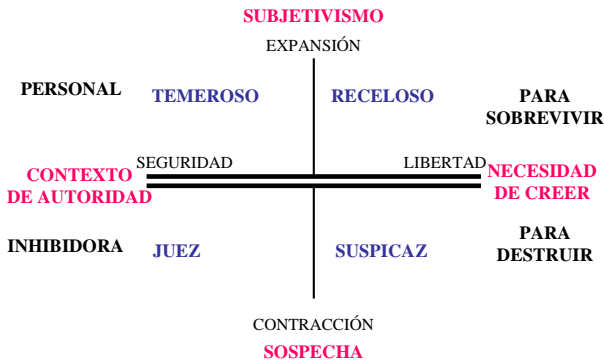 SUBJETIVISMO
EXPANSIÓN
PERSONAL
TEMEROSO
RECELOSO
PARA
SOBREVIVIR
SEGURIDAD
LIBERTAD
CONTEXTO
DE AUTORIDAD
NECESIDAD
DE CREER
INHIBIDORA
JUEZ
SUSPICAZ
PARA
DESTRUIR
CONTRACCIÓN
SOSPECHA